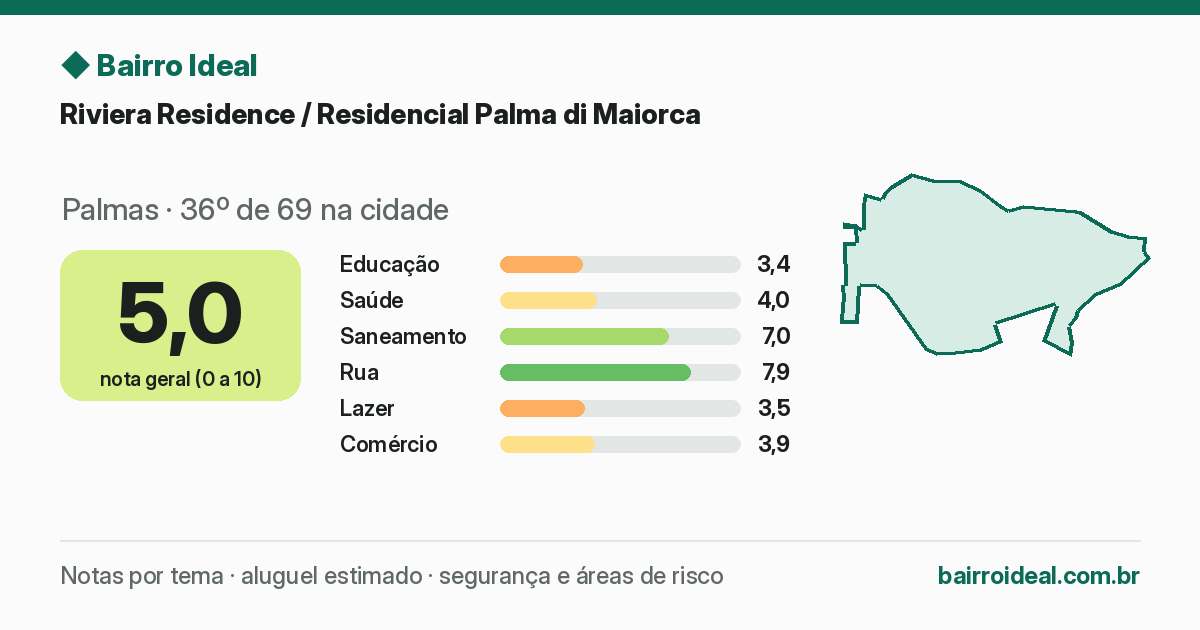 Bairro Ideal
Riviera Residence / Residencial Palma di Maiorca
Palmas · 36º de 69 na cidade
5,0
nota geral (0 a 10)
Educação 3,4
Saúde 4,0
Saneamento 7,0
Rua 7,9
Lazer 3,5
Comércio 3,9
Notas por tema · aluguel estimado · segurança e áreas de risco
bairroideal.com.br